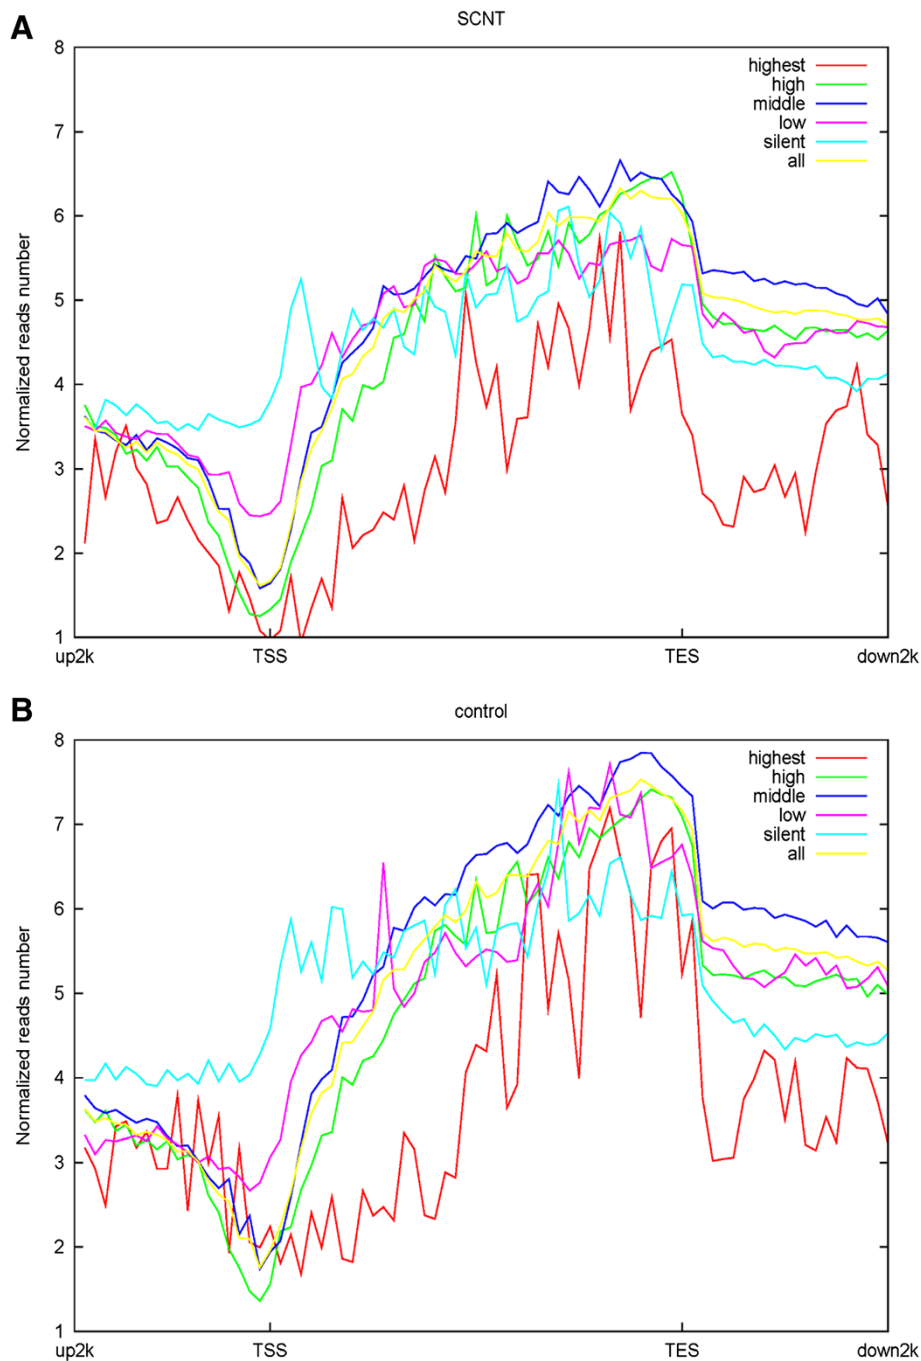 A
SCNT
8
highest
high
7
middle
low
silent
all
6
5
Normalized reads number
4
3
2
1
up2k TSS TES down2k
B
control
8
highest
high
middle
7
low
silent
all
6
5
Normalized reads number
4
3
2
1
up2k TSS TES down2k